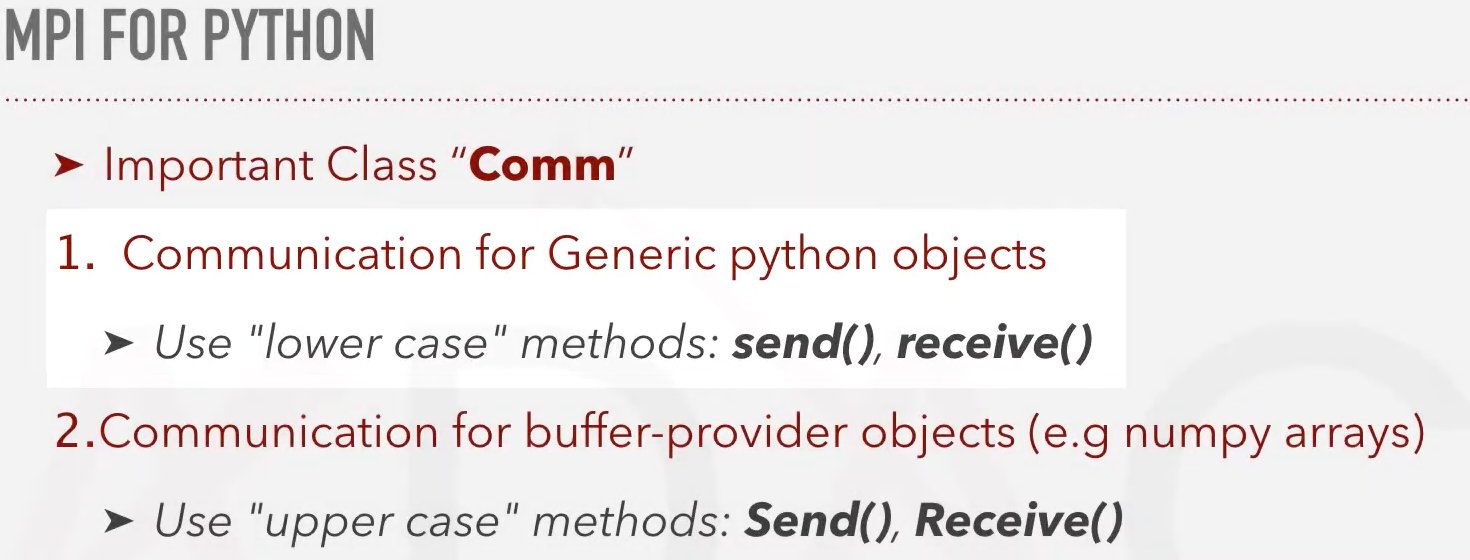 MPI FOR PYTHON
➤ Important Class “Comm”
1. Communication for Generic python objects
➤ Use "lower case" methods: send(), receive()
2.Communication for buffer-provider objects (e.g numpy arrays)
➤ Use "upper case" methods: Send(), Receive()